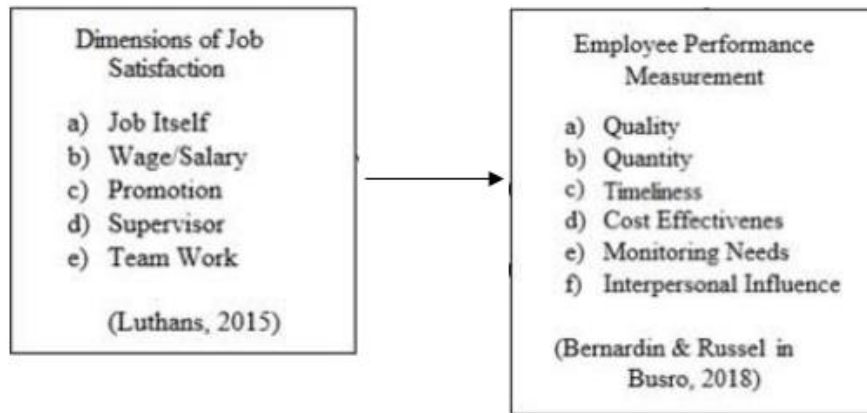 Dimensions of Job
Satisfaction
a) Job Itself
b) Wage/Salary
c) Promotion
d) Supervisor
e) Team Work
(Luthans, 2015)
Employee Performance
Measurement
a) Quality
b) Quantity
c) Timeliness
d) Cost Effectivenes
e) Monitoring Needs
f) Interpersonal Influence
(Bernardin & Russel in
Busro, 2018)